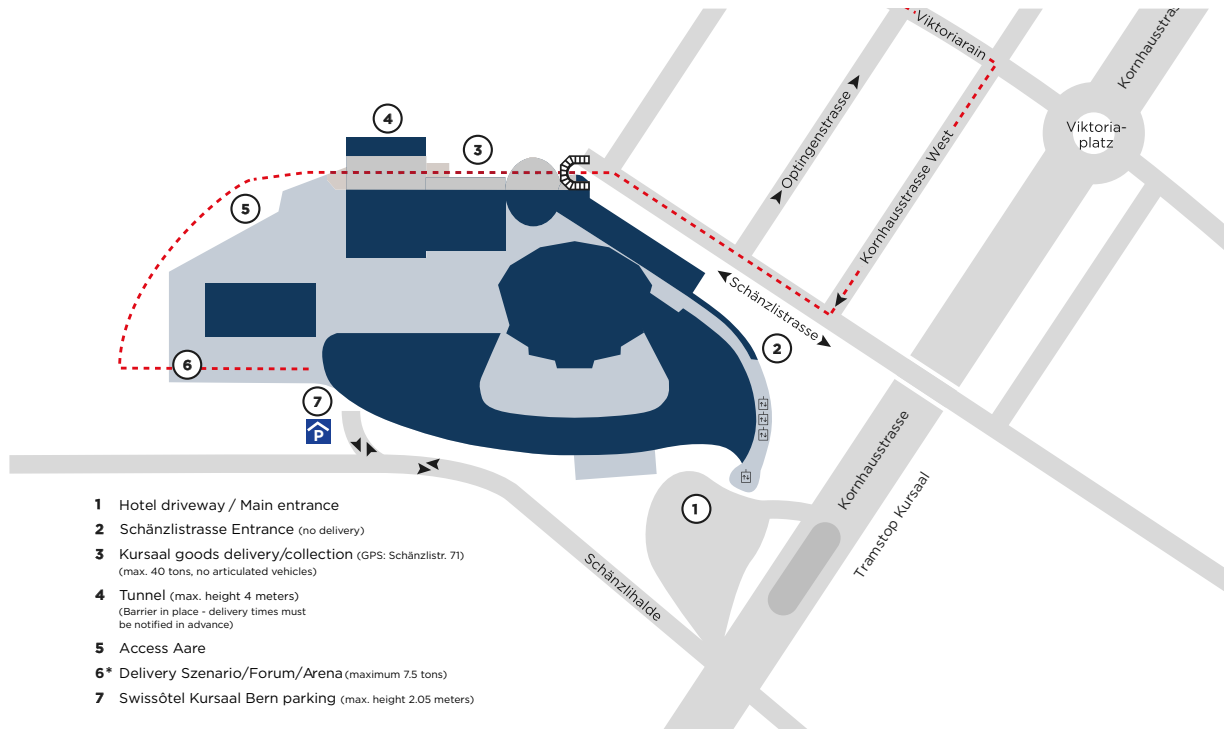 Viktoriarain
Kornhausstrasse
Viktoria-
platz
Optingenstrasse
Kornhausstrasse West
Schänzlistrasse
4
3
5
2
6
7
P
1
Kornhausstrasse
Tramstop Kursaal
Schänzlihalde
1 Hotel driveway / Main entrance
2 Schänzlistrasse Entrance (no delivery)
3 Kursaal goods delivery/collection (GPS: Schänzlistr. 71)
(max. 40 tons, no articulated vehicles)
4 Tunnel (max. height 4 meters)
(Barrier in place - delivery times must
be notified in advance)
5 Access Aare
6* Delivery Szenario/Forum/Arena (maximum 7.5 tons)
7 Swissôtel Kursaal Bern parking (max. height 2.05 meters)